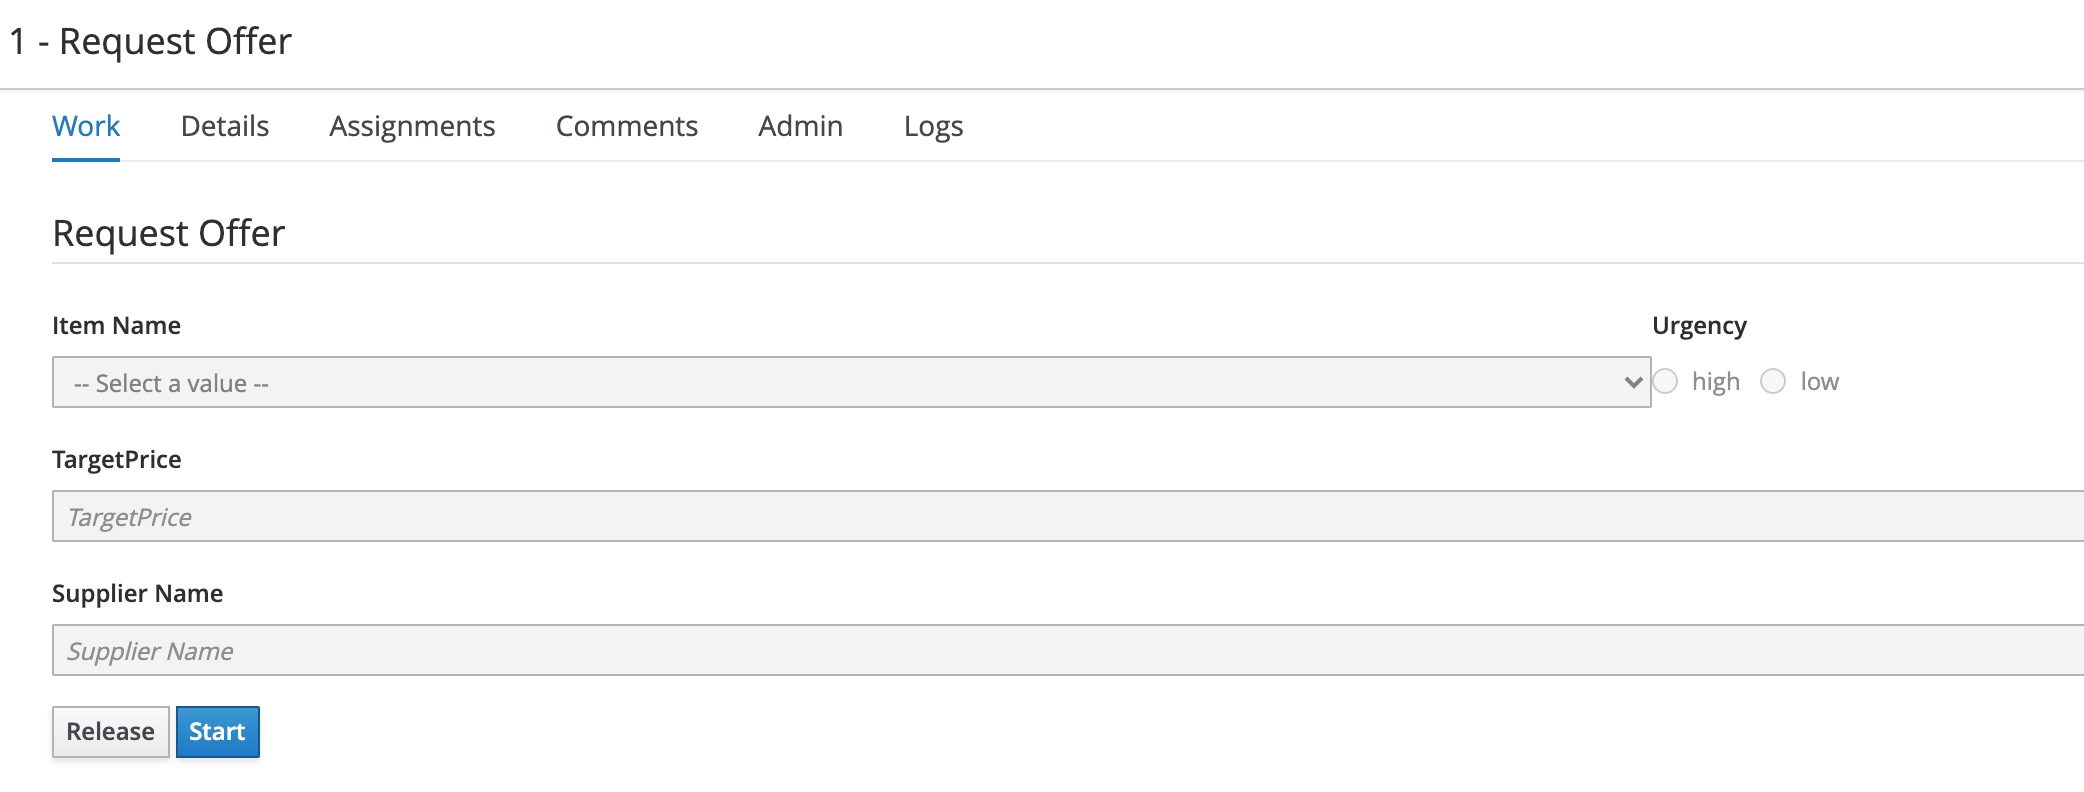 1 - Request Offer
Work Details Assignments Comments Admin Logs
Request Offer
Item Name Urgency
-- Select a value -- high low
TargetPrice
TargetPrice
Supplier Name
Supplier Name
Release Start